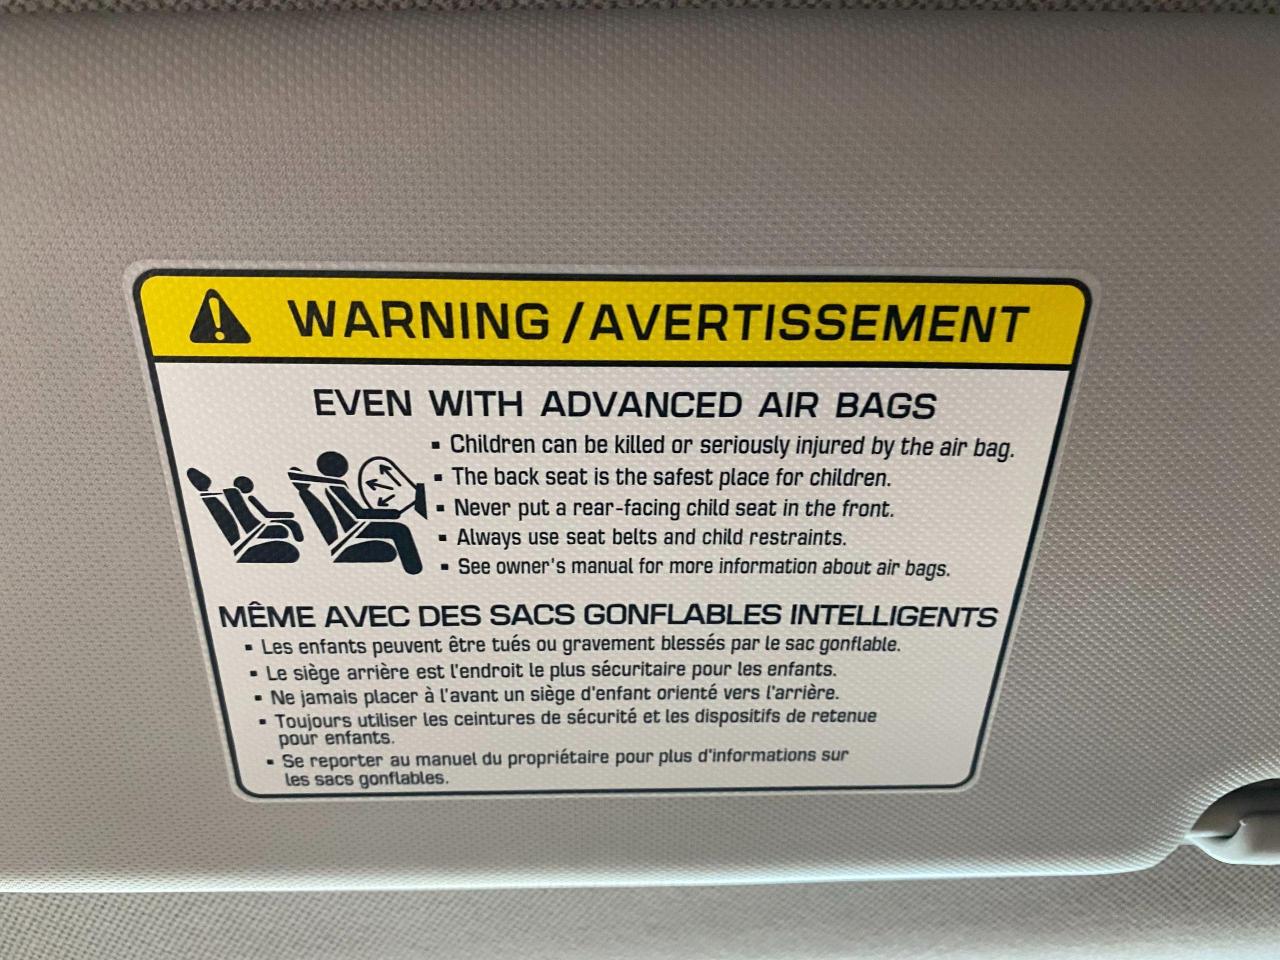 WARNING / AVERTISSEMENT
EVEN WITH ADVANCED AIR BAGS
▪ Children can be killed or seriously injured by the air bag.
▪ The back seat is the safest place for children.
▪ Never put a rear-facing child seat in the front.
▪ Always use seat belts and child restraints.
▪ See owner's manual for more information about air bags.
MÊME AVEC DES SACS GONFLABLES INTELLIGENTS
▪ Les enfants peuvent être tués ou gravement blessés par le sac gonflable.
▪ Le siège arrière est l'endroit le plus sécuritaire pour les enfants.
▪ Ne jamais placer à l'avant un siège d'enfant orienté vers l'arrière.
▪ Toujours utiliser les ceintures de sécurité et les dispositifs de retenue
pour enfants.
▪ Se reporter au manuel du propriétaire pour plus d'informations sur
les sacs gonflables.